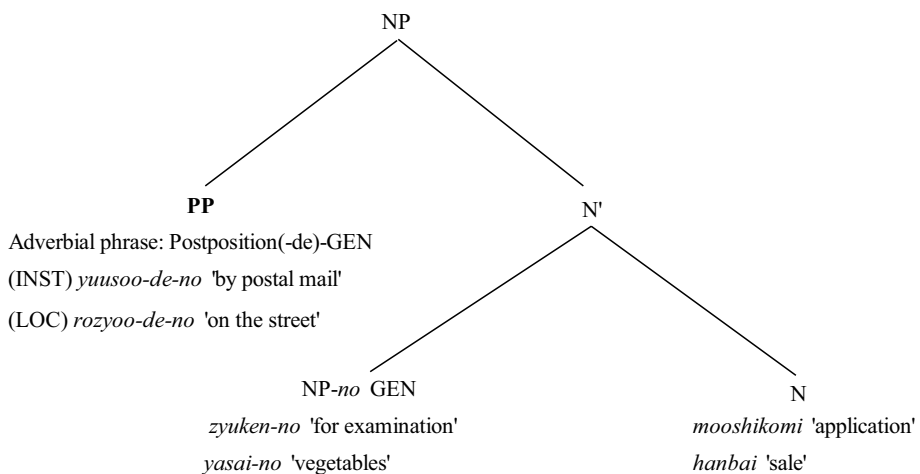 NP
PP
N'
Adverbial phrase: Postposition(-de)-GEN
(INST) yuusoo-de-no 'by postal mail'
(LOC) rozyoo-de-no 'on the street'
NP-no GEN
N
zyuken-no 'for examination'
mooshikomi 'application'
yasai-no 'vegetables'
hanbai 'sale'